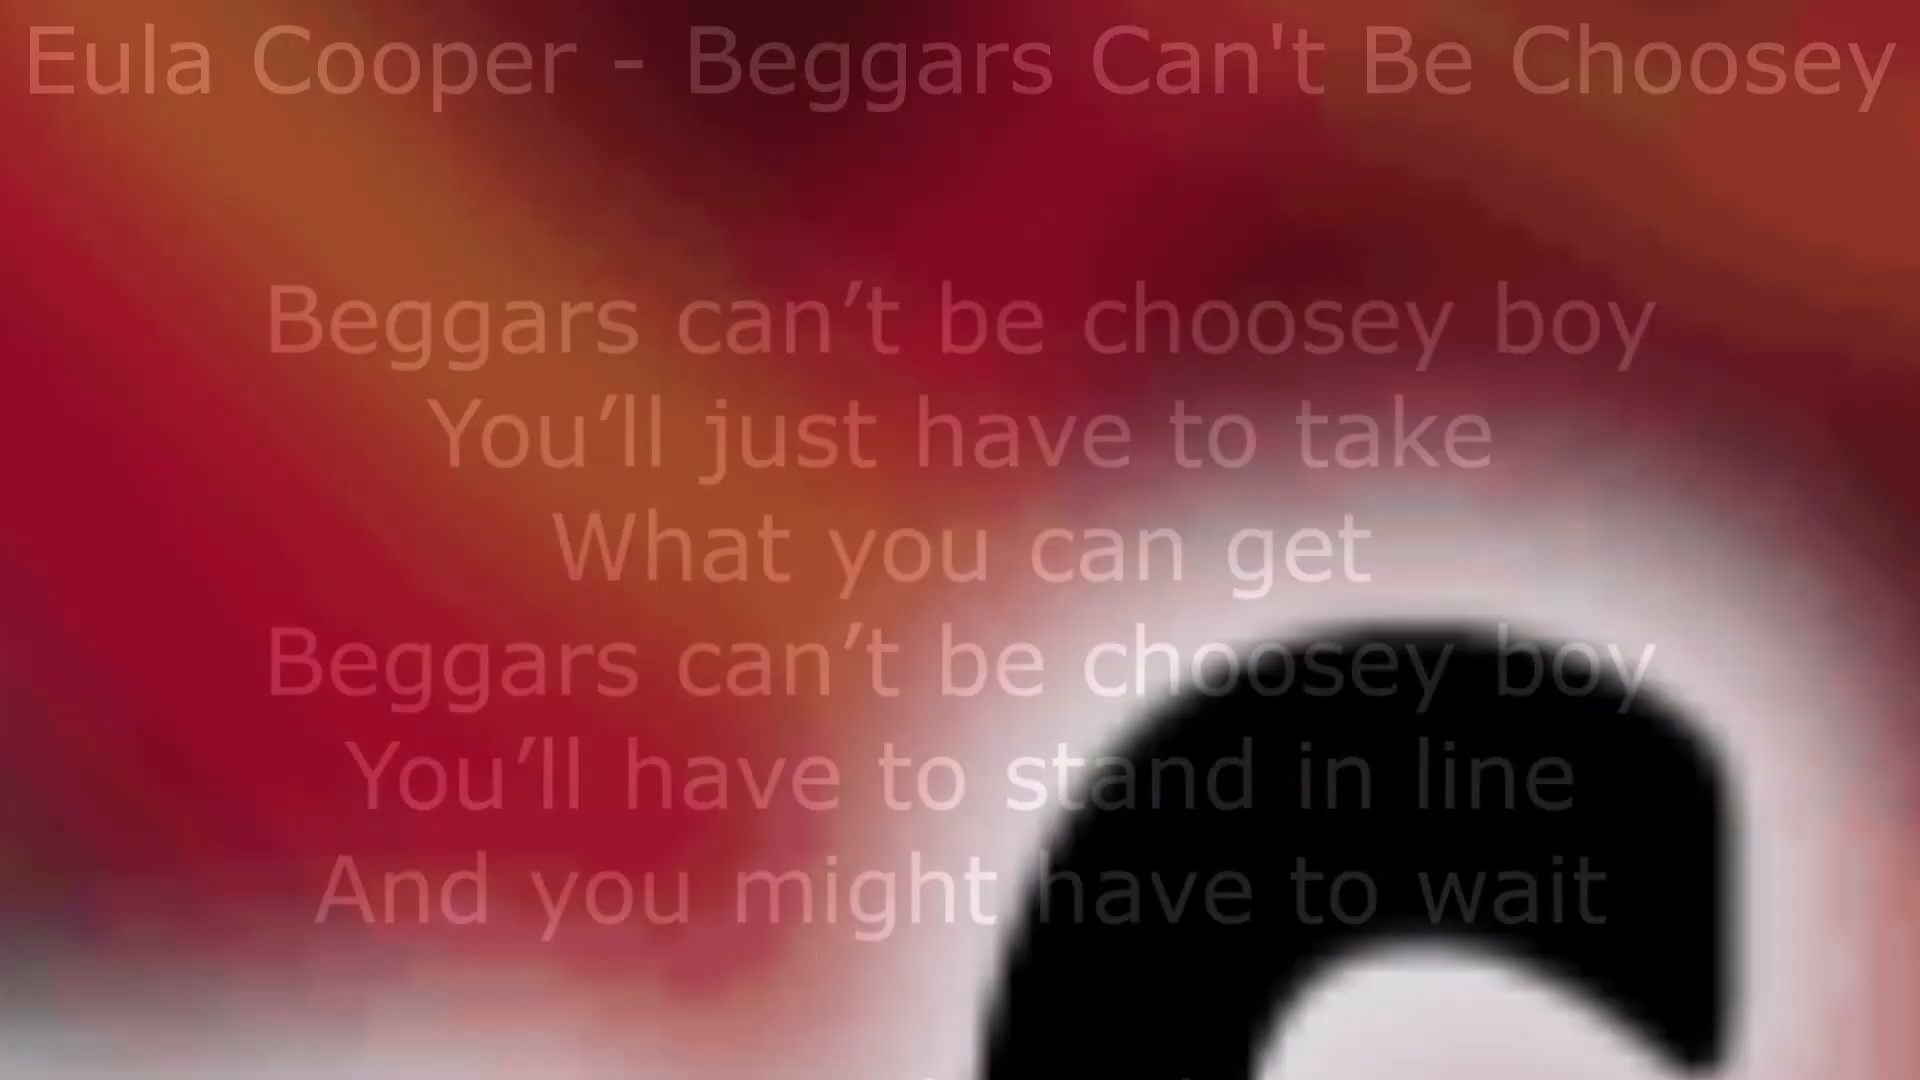 Eula Cooper - Beggars Can't Be Choosey
Beggars can’t be choosey boy
You’ll just have to take
What you can get
Beggars can’t be choosey boy
You’ll have to stand in line
And you might have to wait